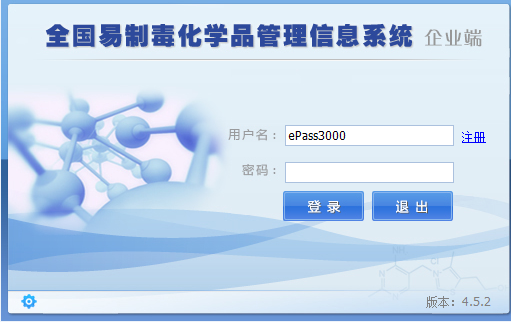 全国易制毒化学品管理信息系统 企业端
用户名： ePass3000 注册
密码：
登录 退出
版本：4.5.2